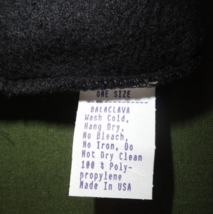 ONE SIZE
BALACLAVA
Wash Cold,
Hang Dry,
No Bleach,
No Iron, Do
Not Dry Clean
100 % Poly-
propylene
Made In USA